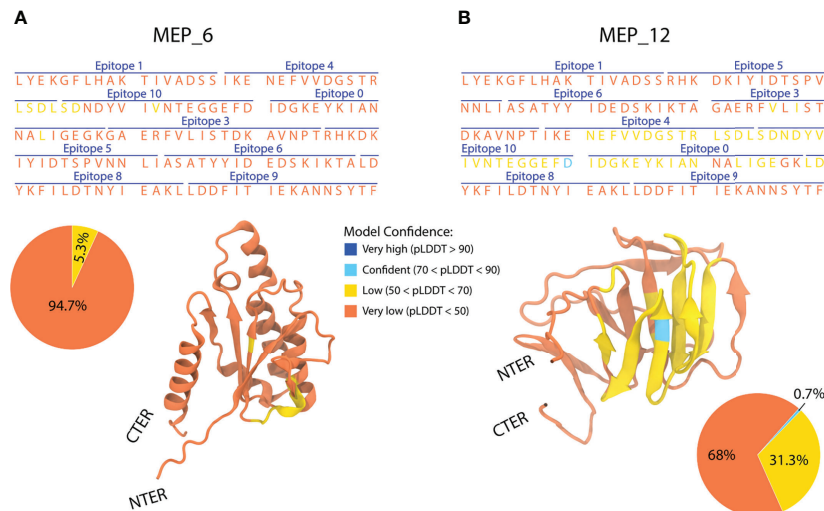 A
MEP_6
Epitope 1 Epitope 4
LYEKGFLHAK TIVADSSIKE NEFVVDGSTR
Epitope 10 Epitope 0
LSDLSDNDYV IVNTEGGEFD IDGKEYKIAN
Epitope 3
NALIGEGKGA ERFVLISTDK AVNPTRHKDK
Epitope 5 Epitope 6
IYIDTSPVNN LIASATYYID EDSKIKTALD
Epitope 8 Epitope 9
YKFILDTNYI EAKLLDDFIT IEKANNSYTF
5.3%
94.7%
CTER
NTER
Model Confidence:
Very high (pLDDT > 90)
Confident (70 < pLDDT < 90)
Low (50 < pLDDT < 70)
Very low (pLDDT < 50)
B
MEP_12
Epitope 1 Epitope 5
LYEKGFLHAK TIVADSSRHK DKIYIDTSPV
Epitope 6 Epitope 3
NNLIASATYY IDEDSKIKTA GAERFVLIST
Epitope 4
DKAVNPTIKE NEFVVDGSTR LSDLSDNDYV
Epitope 10 Epitope 0
IVNTEGGEFD IDGKEYKIAN NALIGEGKLD
Epitope 8 Epitope 9
YKFILDTNYI EAKLLDDFIT IEKANNSYTF
NTER
CTER
0.7%
68%
31.3%